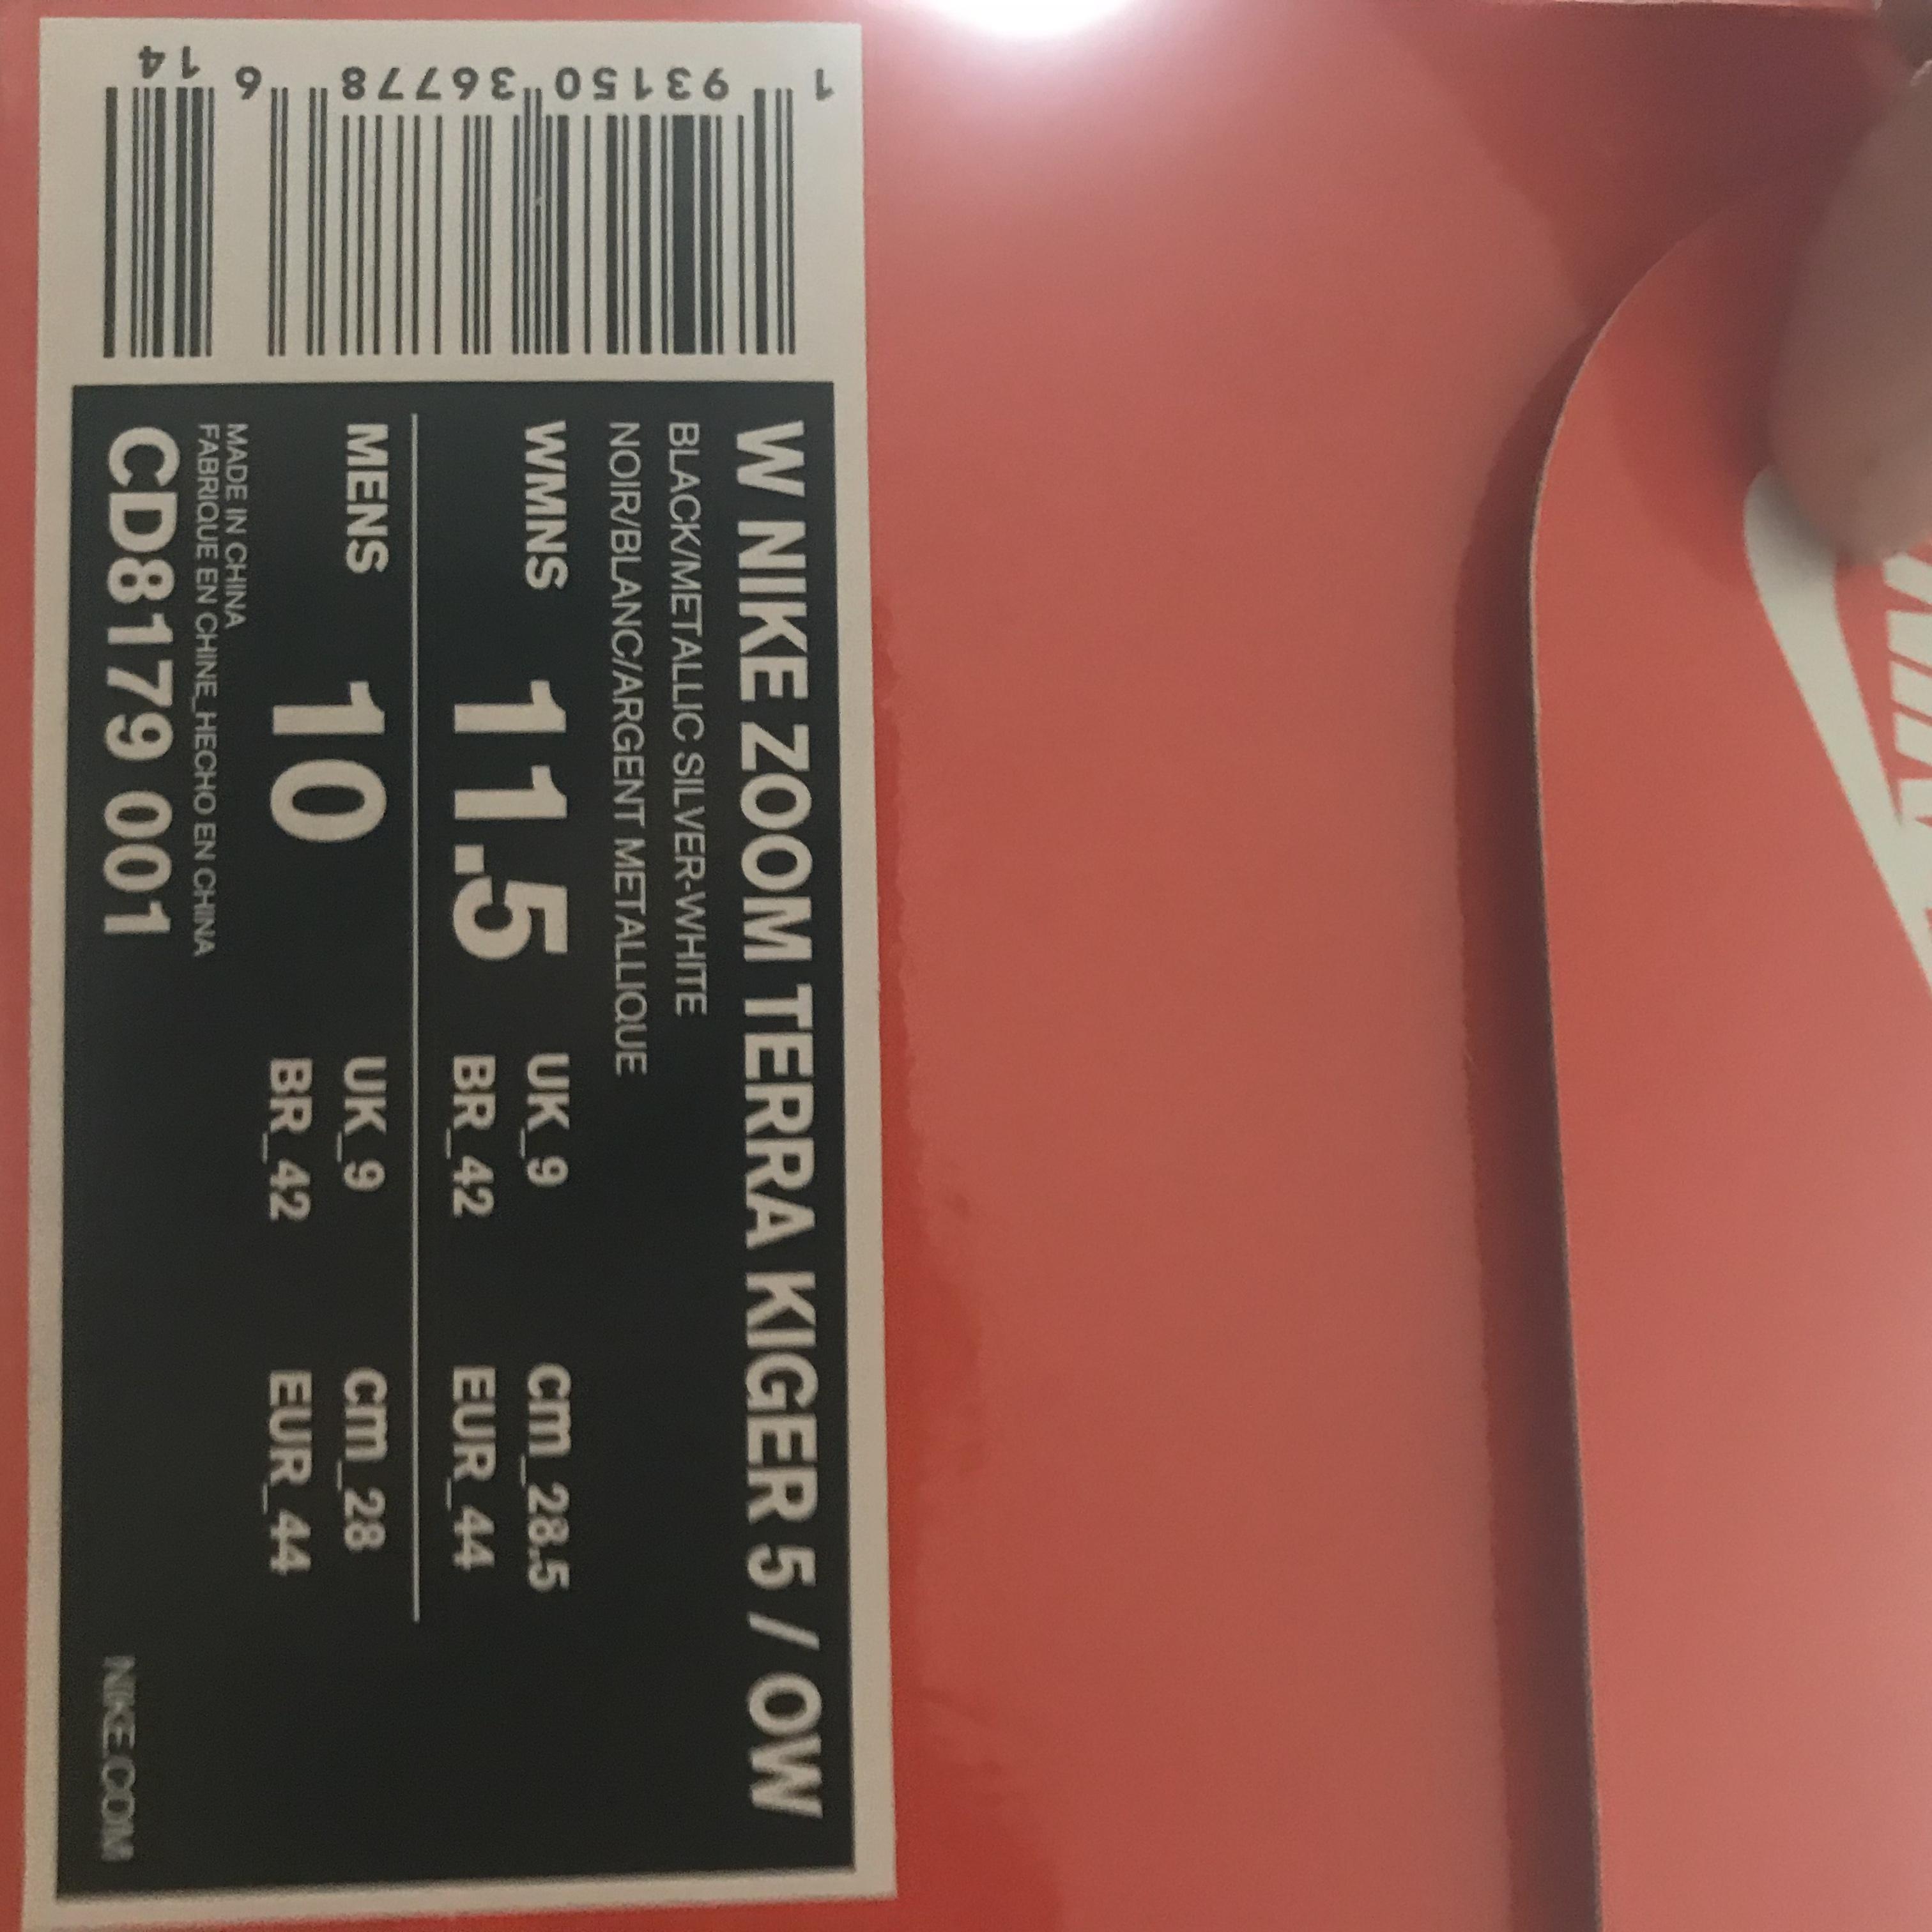 W NIKE ZOOM TERRA KIGER 5 / OW
BLACK/METALLIC SILVER-WHITE
NOIR/BLANC/ARGENT METALLIQUE
WMNS 11.5 UK_9 cm_28.5
BR_42 EUR_44
MENS 10 UK_9 cm_28
BR_42 EUR_44
MADE IN CHINA
FABRIQUE EN CHINE_HECHO EN CHINA
CD8179 001
NIKE.COM
1 93150 36778 6 14